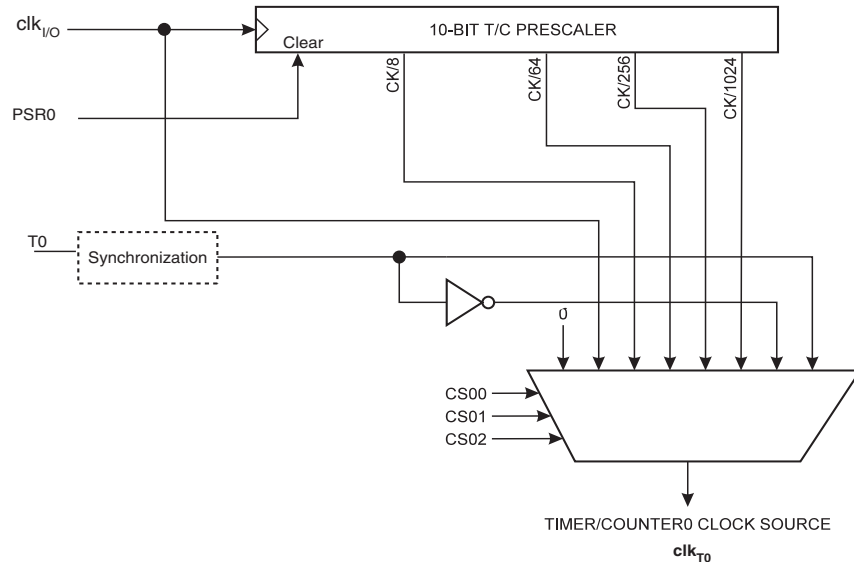 clkI/O
10-BIT T/C PRESCALER
Clear
CK/8
CK/64
CK/256
CK/1024
PSR0
T0
Synchronization
0
CS00
CS01
CS02
TIMER/COUNTER0 CLOCK SOURCE
clkT0